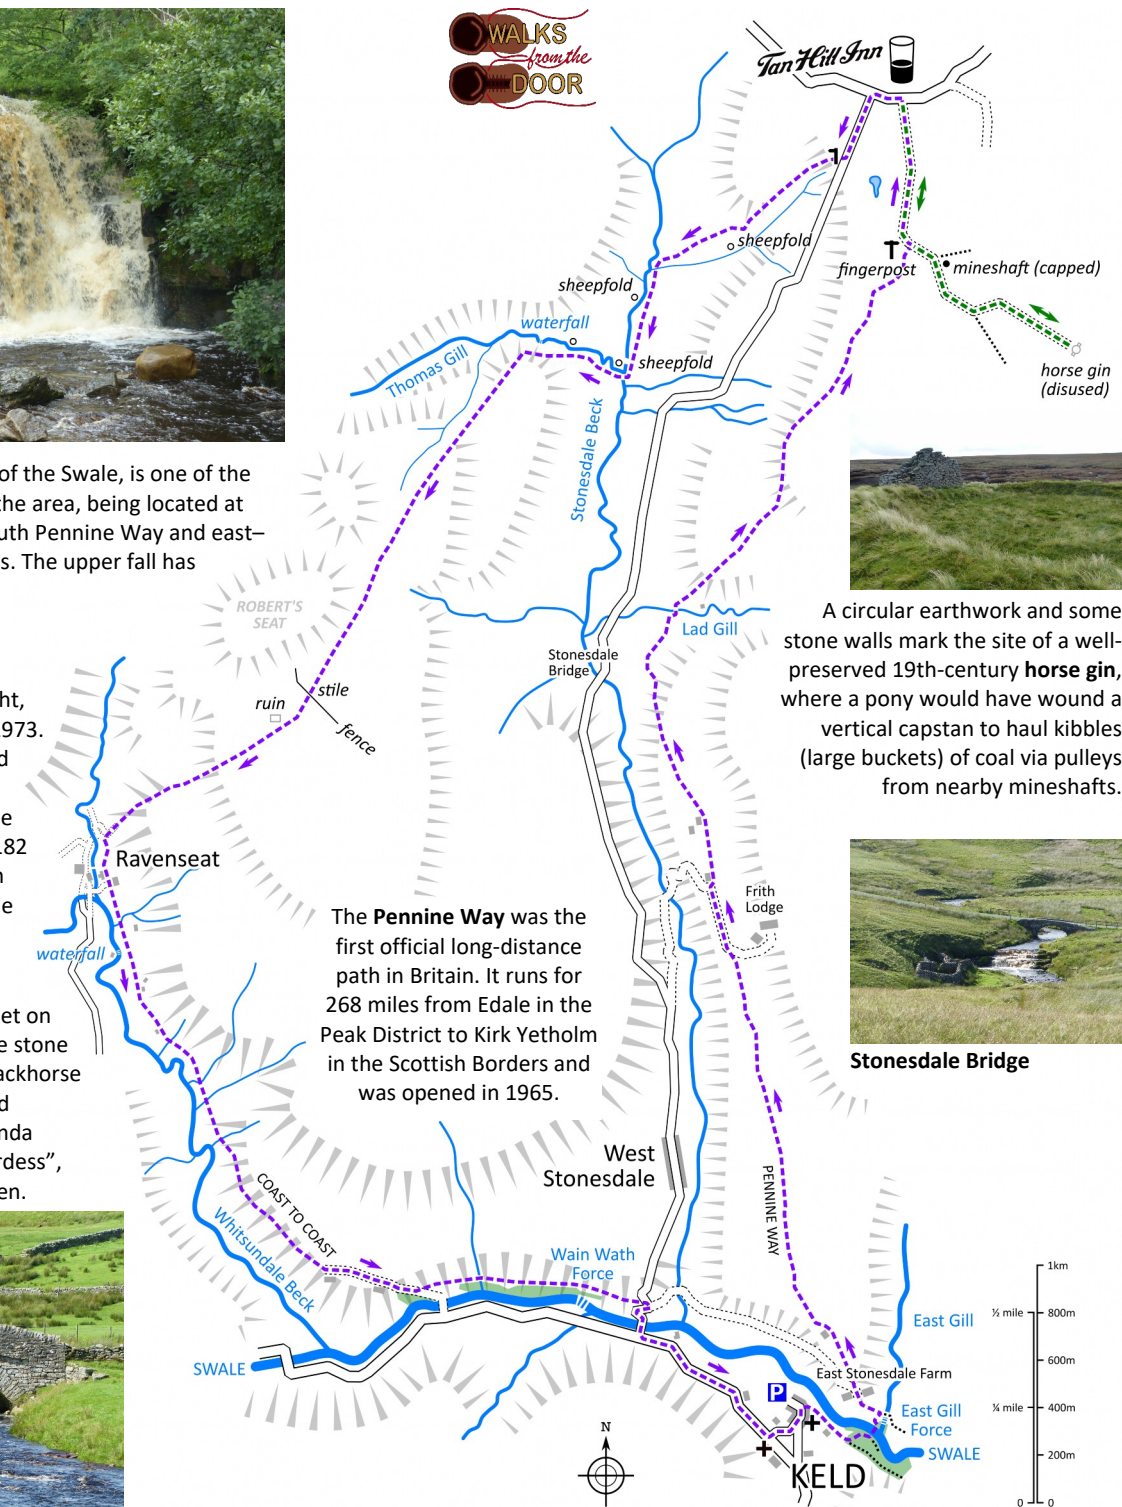 WALKS
from the
DOOR
Tan Hill Inn
sheepfold
fingerpost
mineshaft (capped)
sheepfold
waterfall
sheepfold
Thomas Gill
horse gin
(disused)
Stonesdale Beck
of the Swale, is one of the
the area, being located at
uth Pennine Way and east–
s. The upper fall has
ROBERT'S
SEAT
A circular earthwork and some
stone walls mark the site of a well-
preserved 19th-century horse gin,
where a pony would have wound a
vertical capstan to haul kibbles
(large buckets) of coal via pulleys
from nearby mineshafts.
Lad Gill
Stonesdale
Bridge
stile
ruin
fence
ht,
1973.
d
e
182
n
e
Ravenseat
waterfall
Frith
Lodge
The Pennine Way was the
first official long-distance
path in Britain. It runs for
268 miles from Edale in the
Peak District to Kirk Yetholm
in the Scottish Borders and
was opened in 1965.
et on
e stone
ackhorse
d
nda
rdess”,
en.
Stonesdale Bridge
West
Stonesdale
PENNINE WAY
COAST TO COAST
Whitsundale Beck
Wain Wath
Force
SWALE
East Gill
East Stonesdale Farm
P
East Gill
Force
SWALE
KELD
N
1km
½ mile
800m
600m
¼ mile
400m
200m
0
0